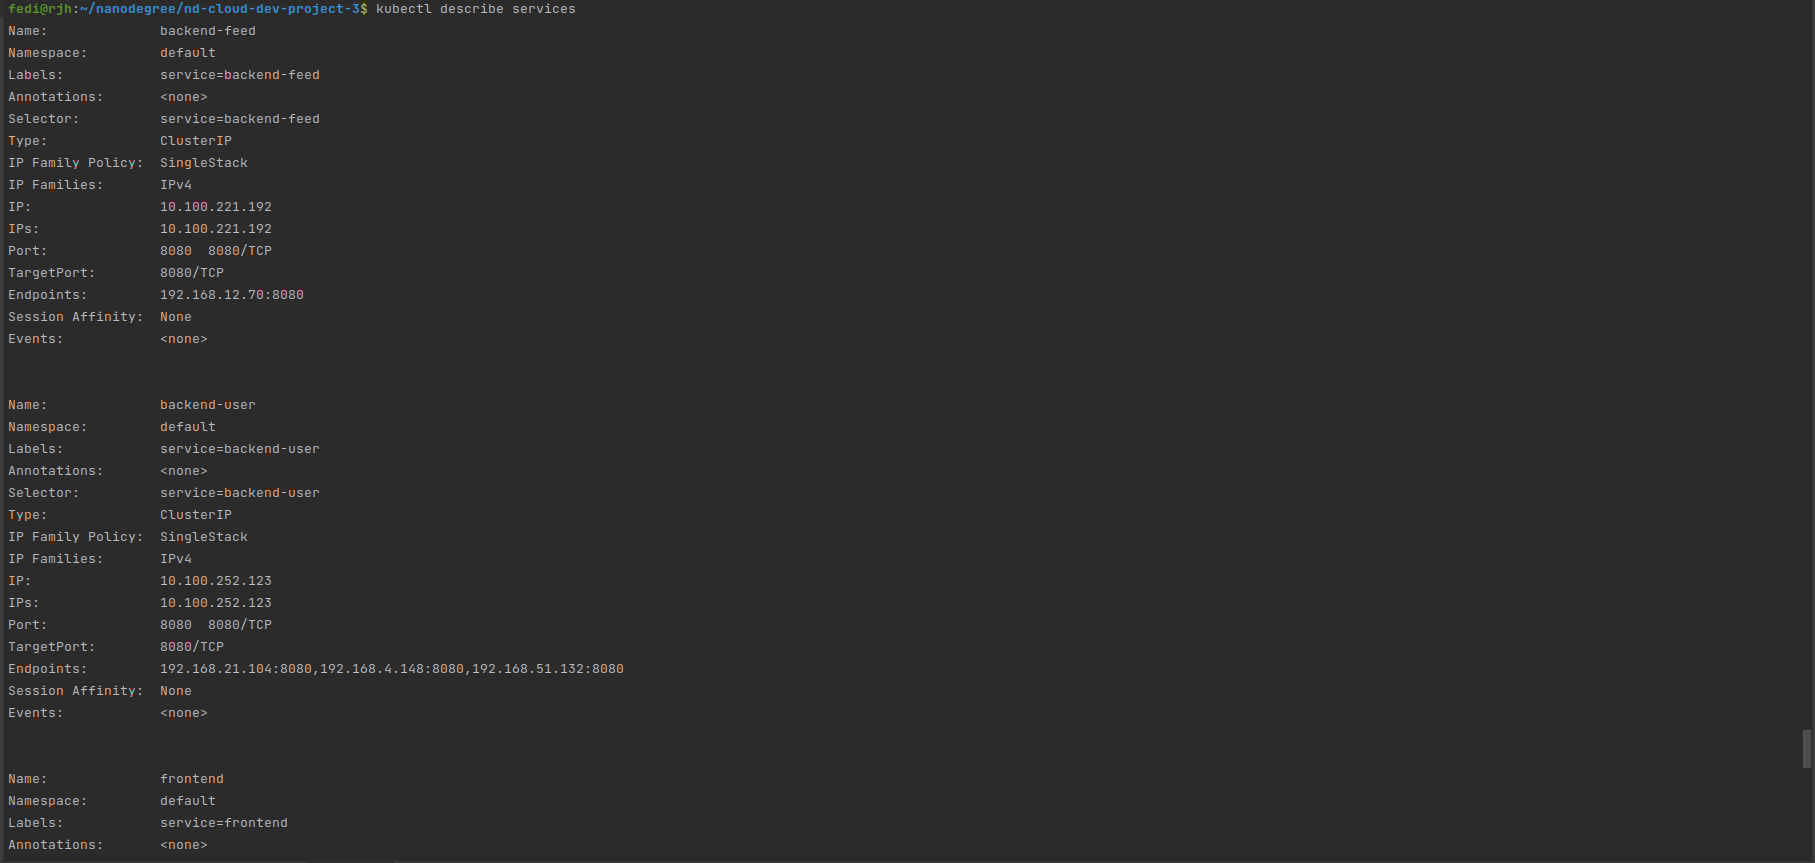 fedi@rjh:~/nanodegree/nd-cloud-dev-project-3$ kubectl describe services
Name:              backend-feed
Namespace:         default
Labels:            service=backend-feed
Annotations:       <none>
Selector:          service=backend-feed
Type:              ClusterIP
IP Family Policy:  SingleStack
IP Families:       IPv4
IP:                10.100.221.192
IPs:               10.100.221.192
Port:              8080  8080/TCP
TargetPort:        8080/TCP
Endpoints:         192.168.12.70:8080
Session Affinity:  None
Events:            <none>
Name:              backend-user
Namespace:         default
Labels:            service=backend-user
Annotations:       <none>
Selector:          service=backend-user
Type:              ClusterIP
IP Family Policy:  SingleStack
IP Families:       IPv4
IP:                10.100.252.123
IPs:               10.100.252.123
Port:              8080  8080/TCP
TargetPort:        8080/TCP
Endpoints:         192.168.21.104:8080,192.168.4.148:8080,192.168.51.132:8080
Session Affinity:  None
Events:            <none>
Name:              frontend
Namespace:         default
Labels:            service=frontend
Annotations:       <none>